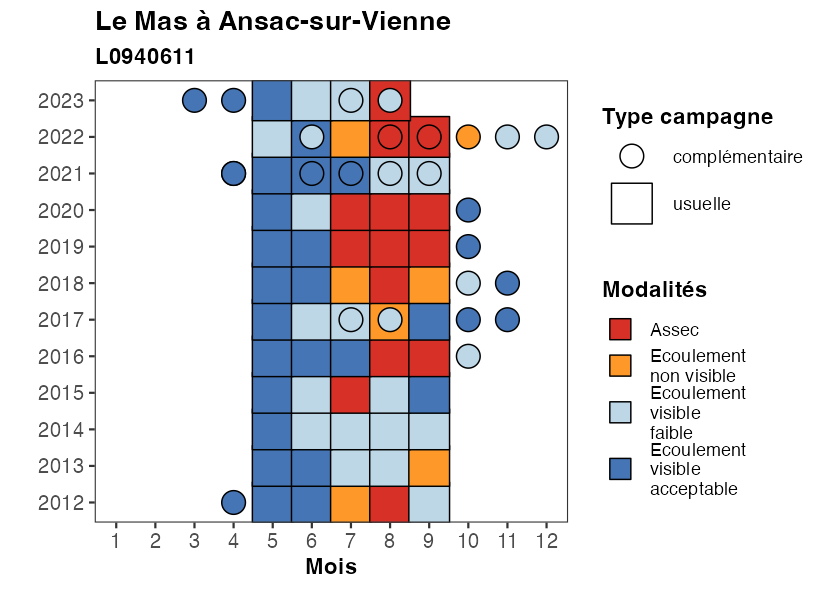 Le Mas à Ansac-sur-Vienne
L0940611
2023
2022
2021
2020
2019
2018
2017
2016
2015
2014
2013
2012
1 2 3 4 5 6 7 8 9 10 11 12
Mois
Type campagne
complémentaire
usuelle
Modalités
Assec
Ecoulement
non visible
Ecoulement
visible
faible
Ecoulement
visible
acceptable